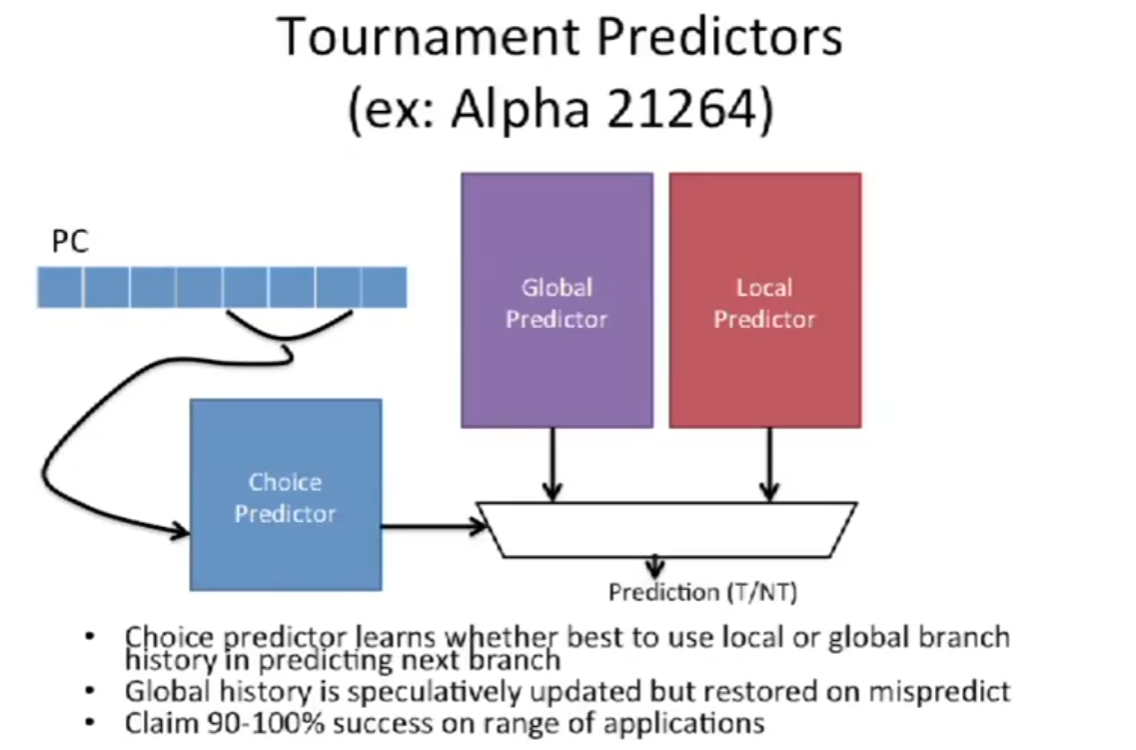 Tournament Predictors
(ex: Alpha 21264)
PC
Global
Predictor
Local
Predictor
Choice
Predictor
Prediction (T/NT)
• Choice predictor learns whether best to use local or global branch
history in predicting next branch
• Global history is speculatively updated but restored on mispredict
• Claim 90-100% success on range of applications